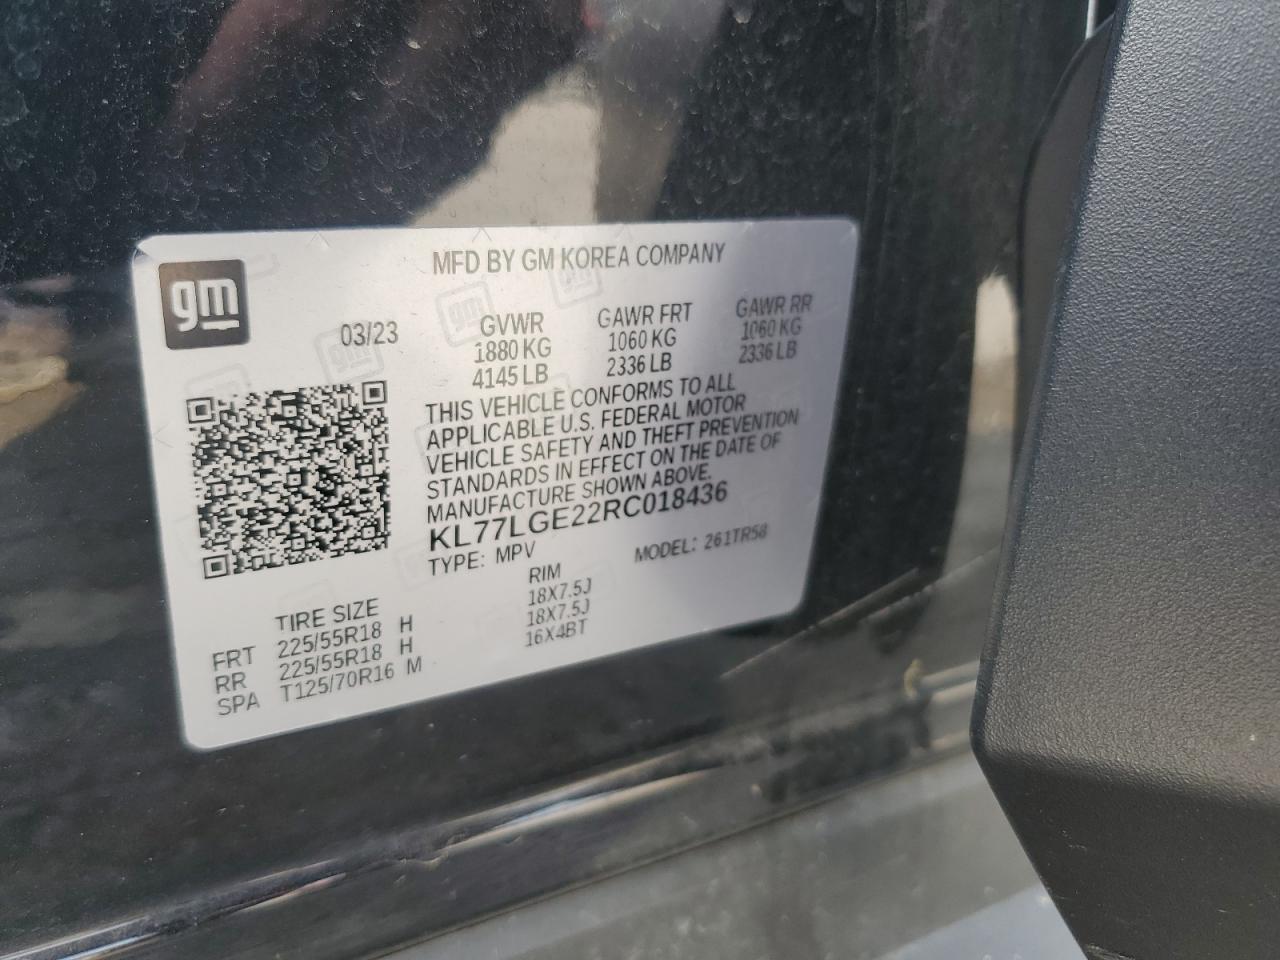 MFD BY GM KOREA COMPANY
gm
03/23
GVWR GAWR FRT GAWR RR
1880 KG 1060 KG 1060 KG
4145 LB 2336 LB 2336 LB
THIS VEHICLE CONFORMS TO ALL
APPLICABLE U.S. FEDERAL MOTOR
VEHICLE SAFETY AND THEFT PREVENTION
STANDARDS IN EFFECT ON THE DATE OF
MANUFACTURE SHOWN ABOVE.
KL77LGE22RC018436
TYPE: MPV MODEL: 261TR58
TIRE SIZE RIM
FRT 225/55R18 H 18X7.5J
RR 225/55R18 H 18X7.5J
SPA T125/70R16 M 16X4BT